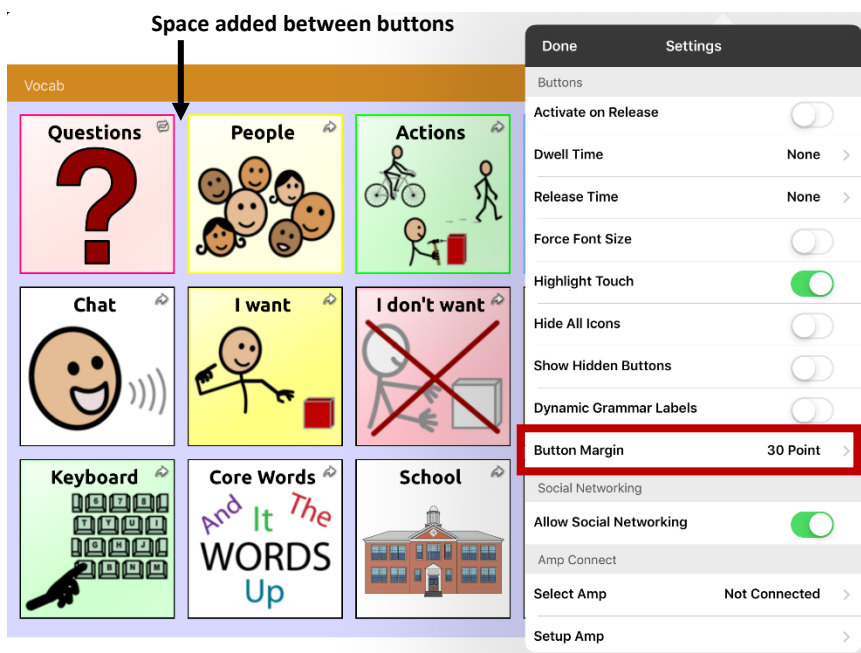 Space added between buttons
Vocab
Questions
People
Actions
Chat
I want
I don't want
Keyboard
Core Words
School
6 7 8
T Y U I
G H J
B N M
And
It
The
WORDS
Up
Done
Settings
Buttons
Activate on Release
Dwell Time None
Release Time None
Force Font Size
Highlight Touch
Hide All Icons
Show Hidden Buttons
Dynamic Grammar Labels
Button Margin 30 Point
Social Networking
Allow Social Networking
Amp Connect
Select Amp Not Connected
Setup Amp